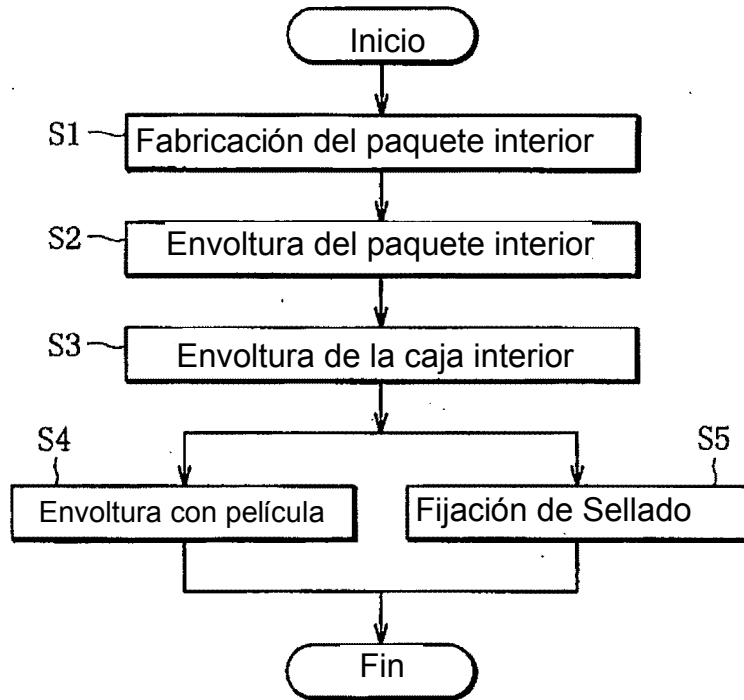 Inicio
S1 Fabricación del paquete interior
S2 Envoltura del paquete interior
S3 Envoltura de la caja interior
S4 S5
Envoltura con película Fijación de Sellado
Fin